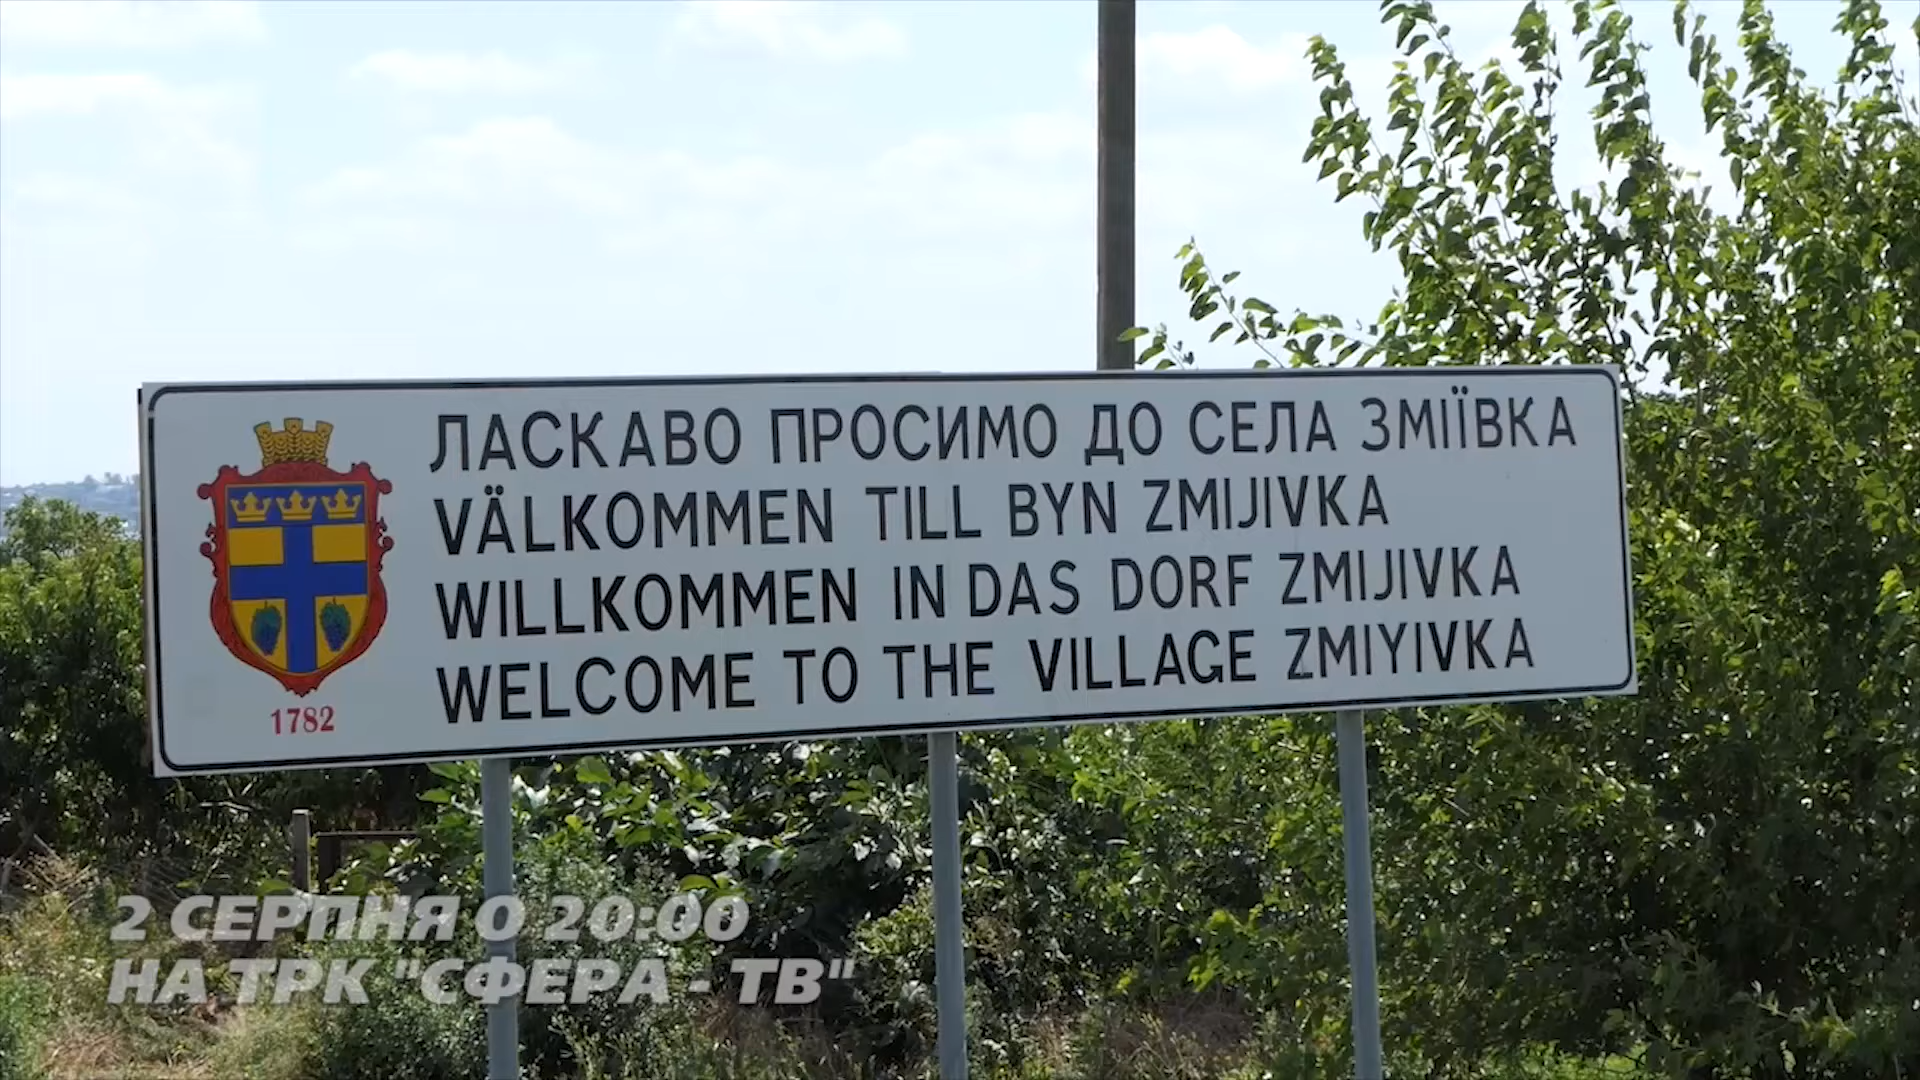 ЛАСКАВО ПРОСИМО ДО СЕЛА ЗМІЇВКА
VÄLKOMMEN TILL BYN ZMIJIVKA
WILLKOMMEN IN DAS DORF ZMIJIVKA
WELCOME TO THE VILLAGE ZMIYIVKA
1782
2 СЕРПНЯ О 20:00
НА ТРК "СФЕРА - ТВ"